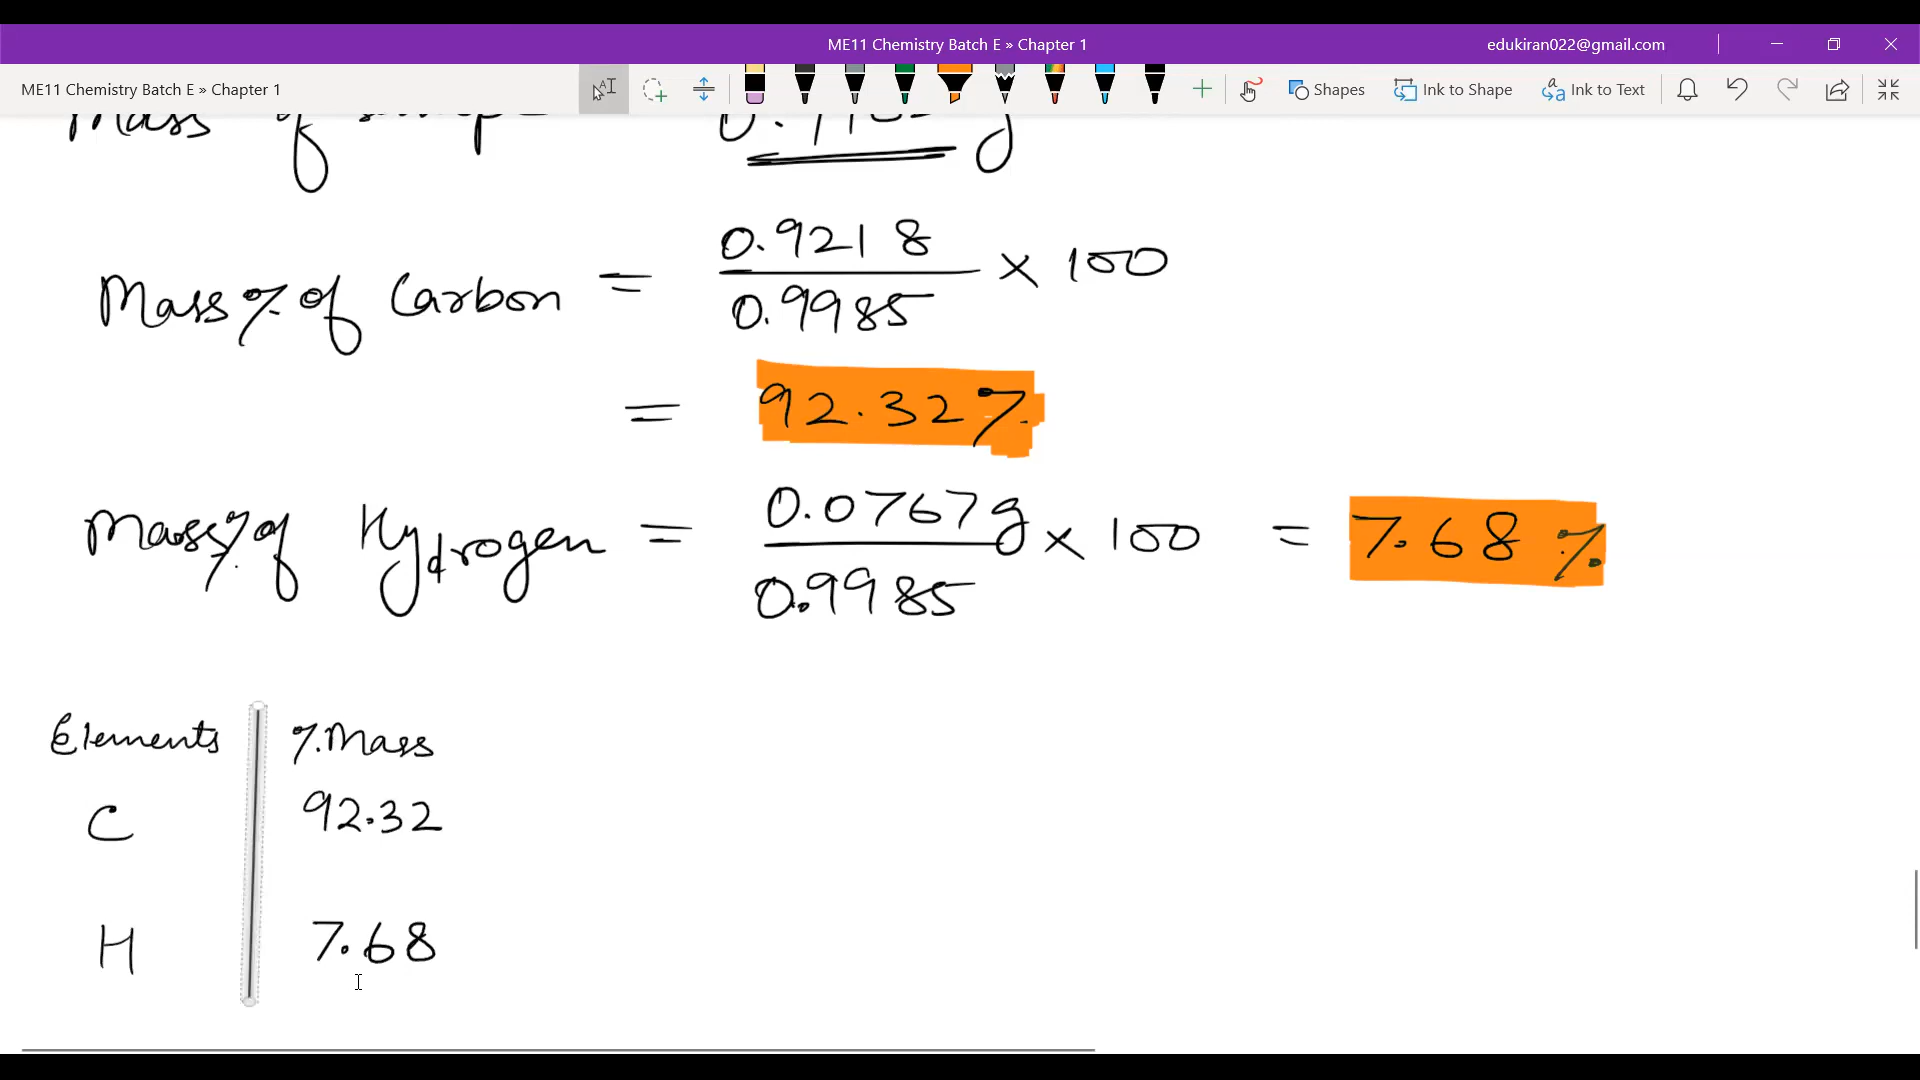 ME11 Chemistry Batch E » Chapter 1
edukiran022@gmail.com
ME11 Chemistry Batch E » Chapter 1
Shapes
Ink to Shape
Ink to Text
Mass of
Mass % of Carbon = 0.9218 / 0.9985 × 100
= 92.32%
Mass % of Hydrogen = 0.0767g / 0.9985 × 100 = 7.68 %
Elements % Mass
C 92.32
H 7.68